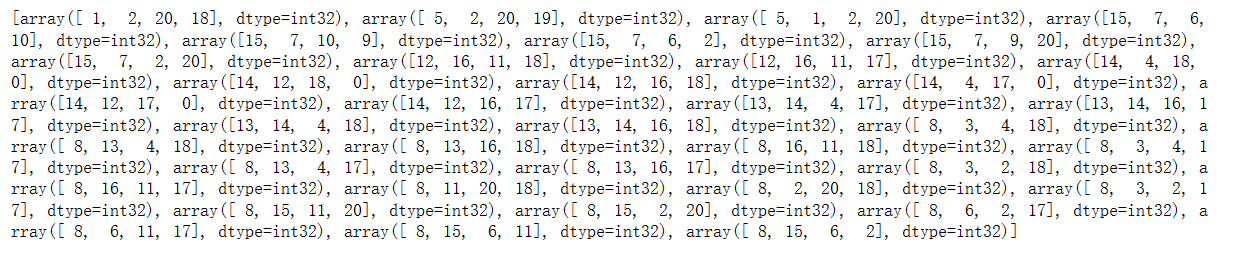 [array([ 1,  2, 20, 18], dtype=int32), array([ 5,  2, 20, 19], dtype=int32), array([ 5,  1,  2, 20], dtype=int32), array([15,  7,  6,
10], dtype=int32), array([15,  7, 10,  9], dtype=int32), array([15,  7,  6,  2], dtype=int32), array([15,  7,  9, 20], dtype=int32),
array([15,  7,  2, 20], dtype=int32), array([12, 16, 11, 18], dtype=int32), array([12, 16, 11, 17], dtype=int32), array([14,  4, 18,
0], dtype=int32), array([14, 12, 18,  0], dtype=int32), array([14, 12, 16, 18], dtype=int32), array([14,  4, 17,  0], dtype=int32), a
rray([14, 12, 17,  0], dtype=int32), array([14, 12, 16, 17], dtype=int32), array([13, 14,  4, 17], dtype=int32), array([13, 14, 16, 1
7], dtype=int32), array([13, 14,  4, 18], dtype=int32), array([13, 14, 16, 18], dtype=int32), array([ 8,  3,  4, 18], dtype=int32), a
rray([ 8, 13,  4, 18], dtype=int32), array([ 8, 13, 16, 18], dtype=int32), array([ 8, 16, 11, 18], dtype=int32), array([ 8,  3,  4, 1
7], dtype=int32), array([ 8, 13,  4, 17], dtype=int32), array([ 8, 13, 16, 17], dtype=int32), array([ 8,  3,  2, 18], dtype=int32), a
rray([ 8, 16, 11, 17], dtype=int32), array([ 8, 11, 20, 18], dtype=int32), array([ 8,  2, 20, 18], dtype=int32), array([ 8,  3,  2, 1
7], dtype=int32), array([ 8, 15, 11, 20], dtype=int32), array([ 8, 15,  2, 20], dtype=int32), array([ 8,  6,  2, 17], dtype=int32), a
rray([ 8,  6, 11, 17], dtype=int32), array([ 8, 15,  6, 11], dtype=int32), array([ 8, 15,  6,  2], dtype=int32)]